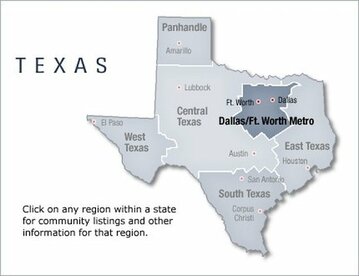 Panhandle
Amarillo
TEXAS
Lubbock
Ft. Worth
Dallas
Central
Texas
Dallas/Ft. Worth Metro
El Paso
West
Texas
Austin
East Texas
Houston
San Antonio
South Texas
Corpus
Christi
Click on any region within a state
for community listings and other
information for that region.